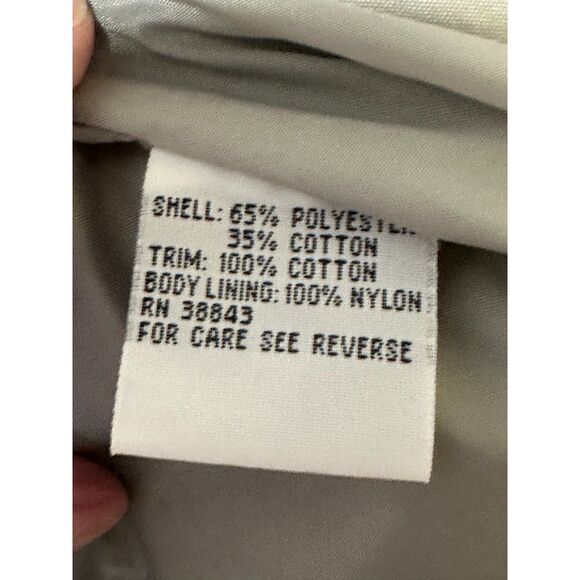 SHELL: 65% POLYESTER
35% COTTON
TRIM: 100% COTTON
BODY LINING: 100% NYLON
RN 38843
FOR CARE SEE REVERSE